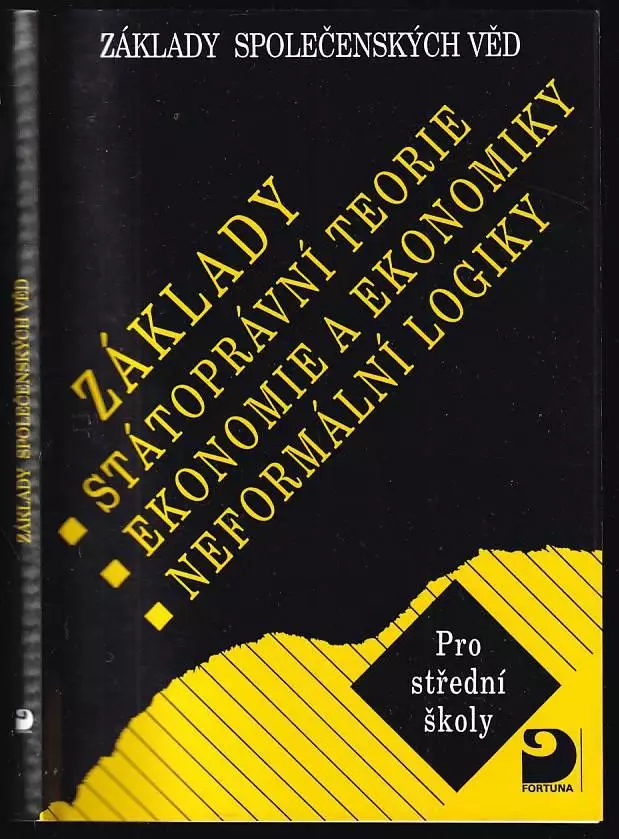 ZÁKLADY SPOLEČENSKÝCH VĚD
ZÁKLADY
STÁTOPRÁVNÍ TEORIE
EKONOMIE A EKONOMIKY
NEFORMÁLNÍ LOGIKY
Pro
střední
školy
FORTUNA
ZÁKLADY SPOLEČENSKÝCH VĚD